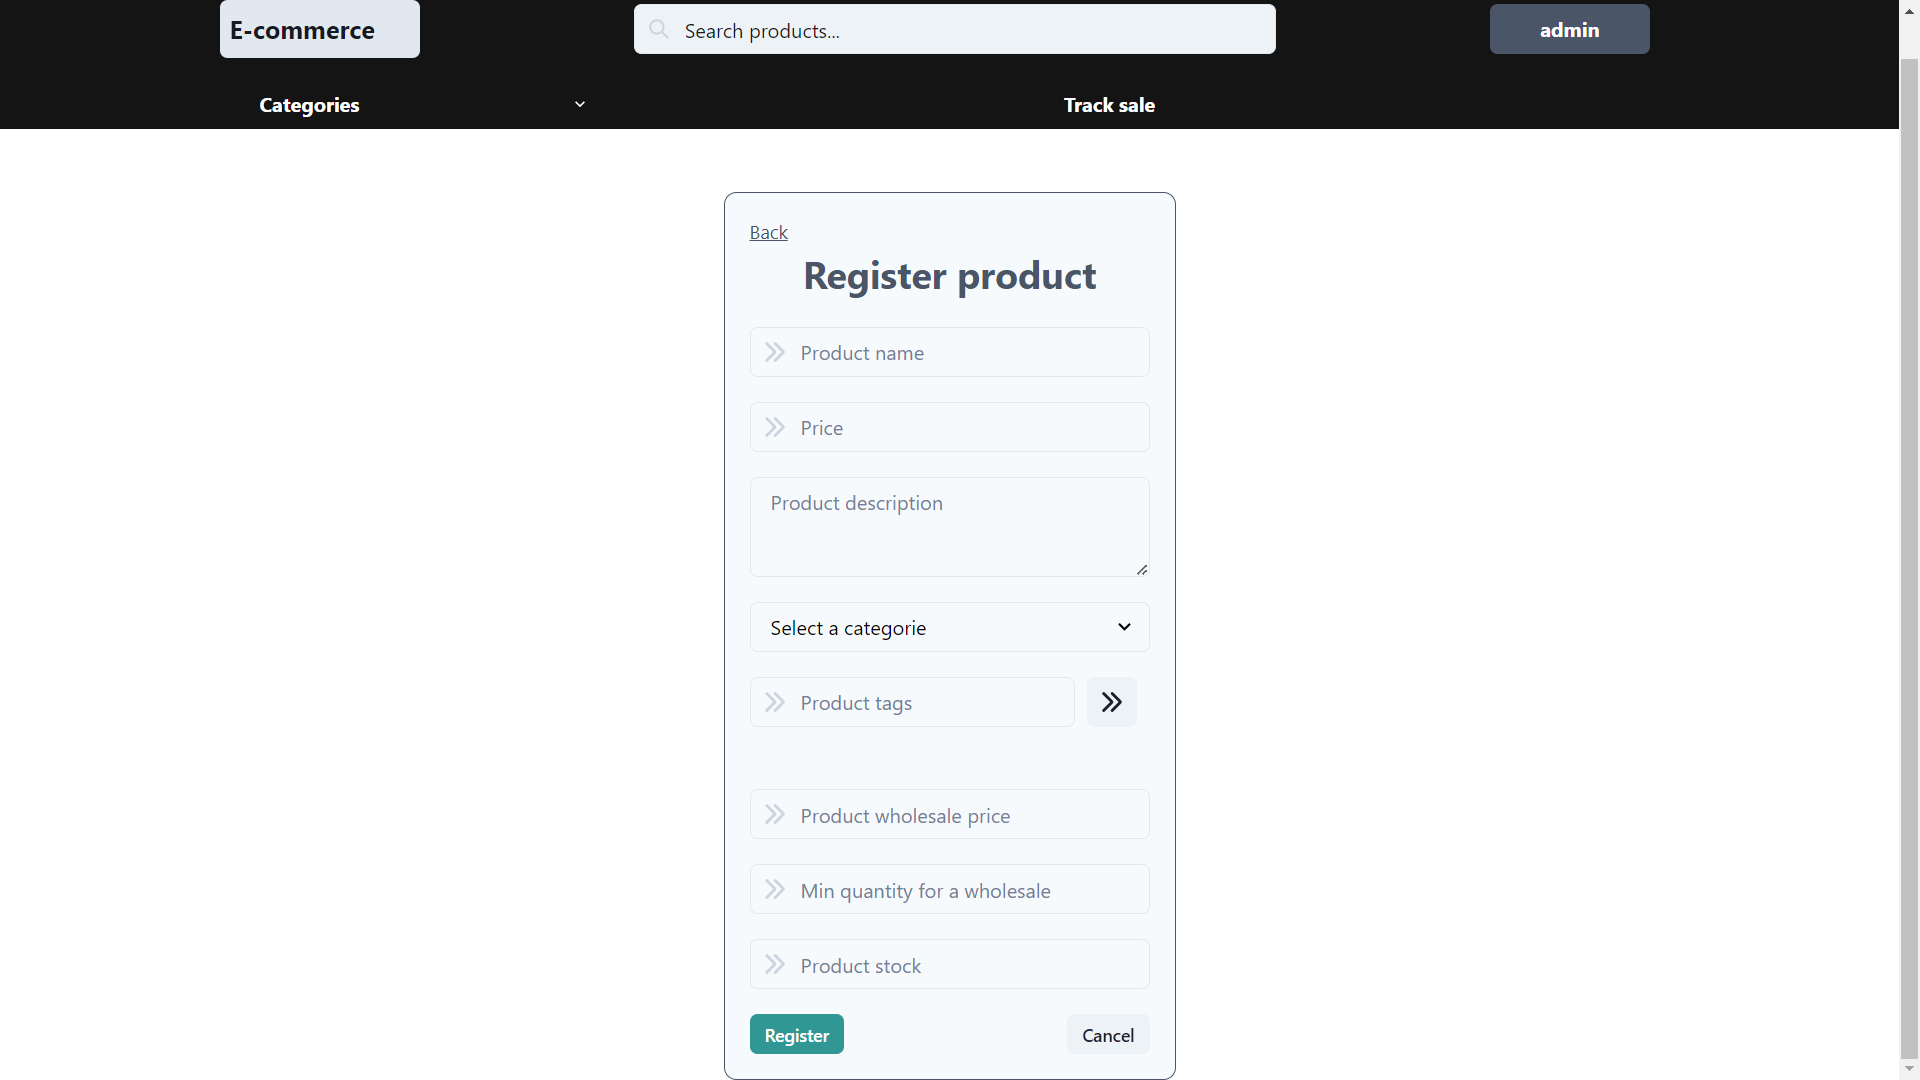 E-commerce
Search products...
admin
Categories
Track sale
Back
Register product
Product name
Price
Product description
Select a categorie
Product tags
Product wholesale price
Min quantity for a wholesale
Product stock
Register
Cancel